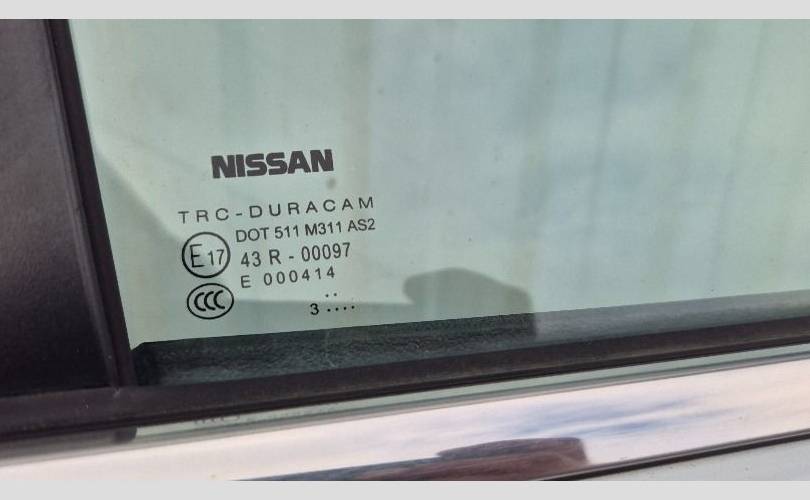 NISSAN
TRC-DURACAM
DOT 511 M311 AS2
E17 43 R - 00097
E 000414
CCC
..
3 ....